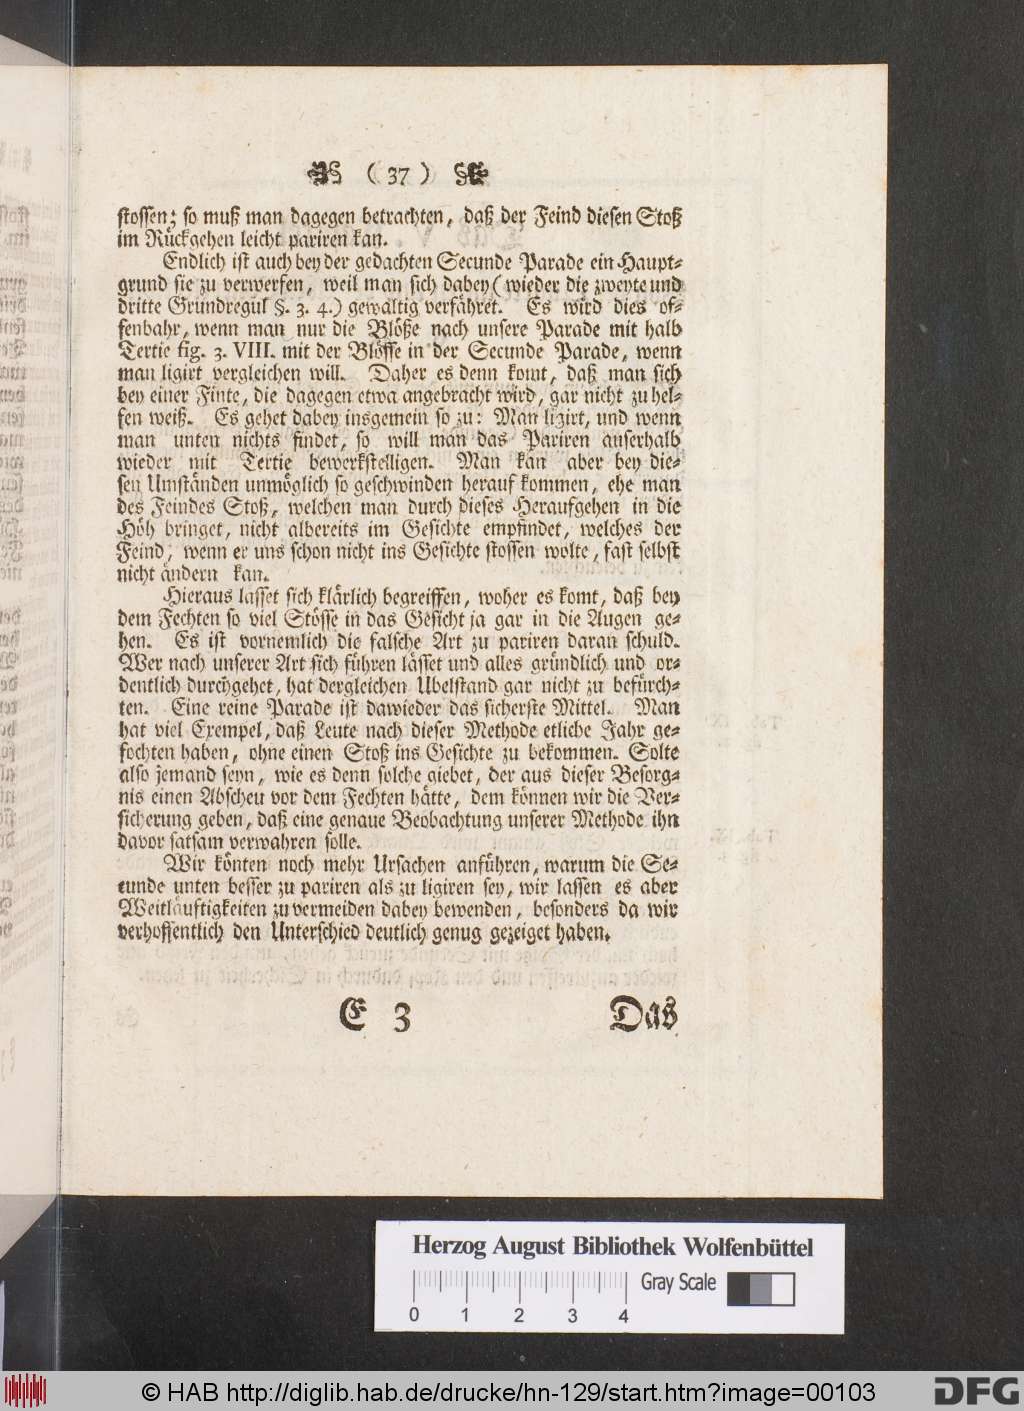 ( 37 )
stossen; so muß man dagegen betrachten, daß der Feind diesen Stoß
im Rückgehen leicht pariren kan.
Endlich ist auch bey der gedachten Secunde Parade ein Haupt-
grund sie zu verwerfen, weil man sich dabey (wieder die zweyte und
dritte Grundregul §. 3. 4.) gewaltig verfähret. Es wird dies of-
fenbahr, wenn man nur die Blöße nach unsere Parade mit halb
Tertie fig. 3. VIII. mit der Blösse in der Secunde Parade, wenn
man ligirt vergleichen will. Daher es denn komt, daß man sich
bey einer Finte, die dagegen etwa angebracht wird, gar nicht zu hel-
fen weiß. Es gehet dabey insgemein so zu: Man ligirt, und wenn
man unten nichts findet, so will man das Pariren auserhalb
wieder mit Tertie bewerkstelligen. Man kan aber bey die-
sen Umständen unmöglich so geschwinden herauf kommen, ehe man
des Feindes Stoß, welchen man durch dieses Heraufgehen in die
Höh bringet, nicht albereits im Gesichte empfindet, welches der
Feind, wenn er uns schon nicht ins Gesichte stossen wolte, fast selbst
nicht ändern kan.
Hieraus lasset sich klärlich begreiffen, woher es komt, daß bey
dem Fechten so viel Stösse in das Gesicht ja gar in die Augen ge-
hen. Es ist vornemlich die falsche Art zu pariren daran schuld.
Wer nach unserer Art sich führen lässet und alles gründlich und or-
dentlich durchgehet, hat dergleichen Ubelstand gar nicht zu befürch-
ten. Eine reine Parade ist dawieder das sicherste Mittel. Man
hat viel Exempel, daß Leute nach dieser Methode etliche Jahr ge-
fochten haben, ohne einen Stoß ins Gesichte zu bekommen. Solte
also jemand seyn, wie es denn solche giebet, der aus dieser Besorg-
nis einen Abscheu vor dem Fechten hätte, dem können wir die Ver-
sicherung geben, daß eine genaue Beobachtung unserer Methode ihn
davor satsam verwahren solle.
Wir könten noch mehr Ursachen anführen, warum die Se-
cunde unten besser zu pariren als zu ligiren sey, wir lassen es aber
Weitläuftigkeiten zu vermeiden dabey bewenden, besonders da wir
verhoffentlich den Unterschied deutlich genug gezeiget haben.
E 3 Das
Herzog August Bibliothek Wolfenbüttel
Gray Scale
0 1 2 3 4
© HAB http://diglib.hab.de/drucke/hn-129/start.htm?image=00103
DFG